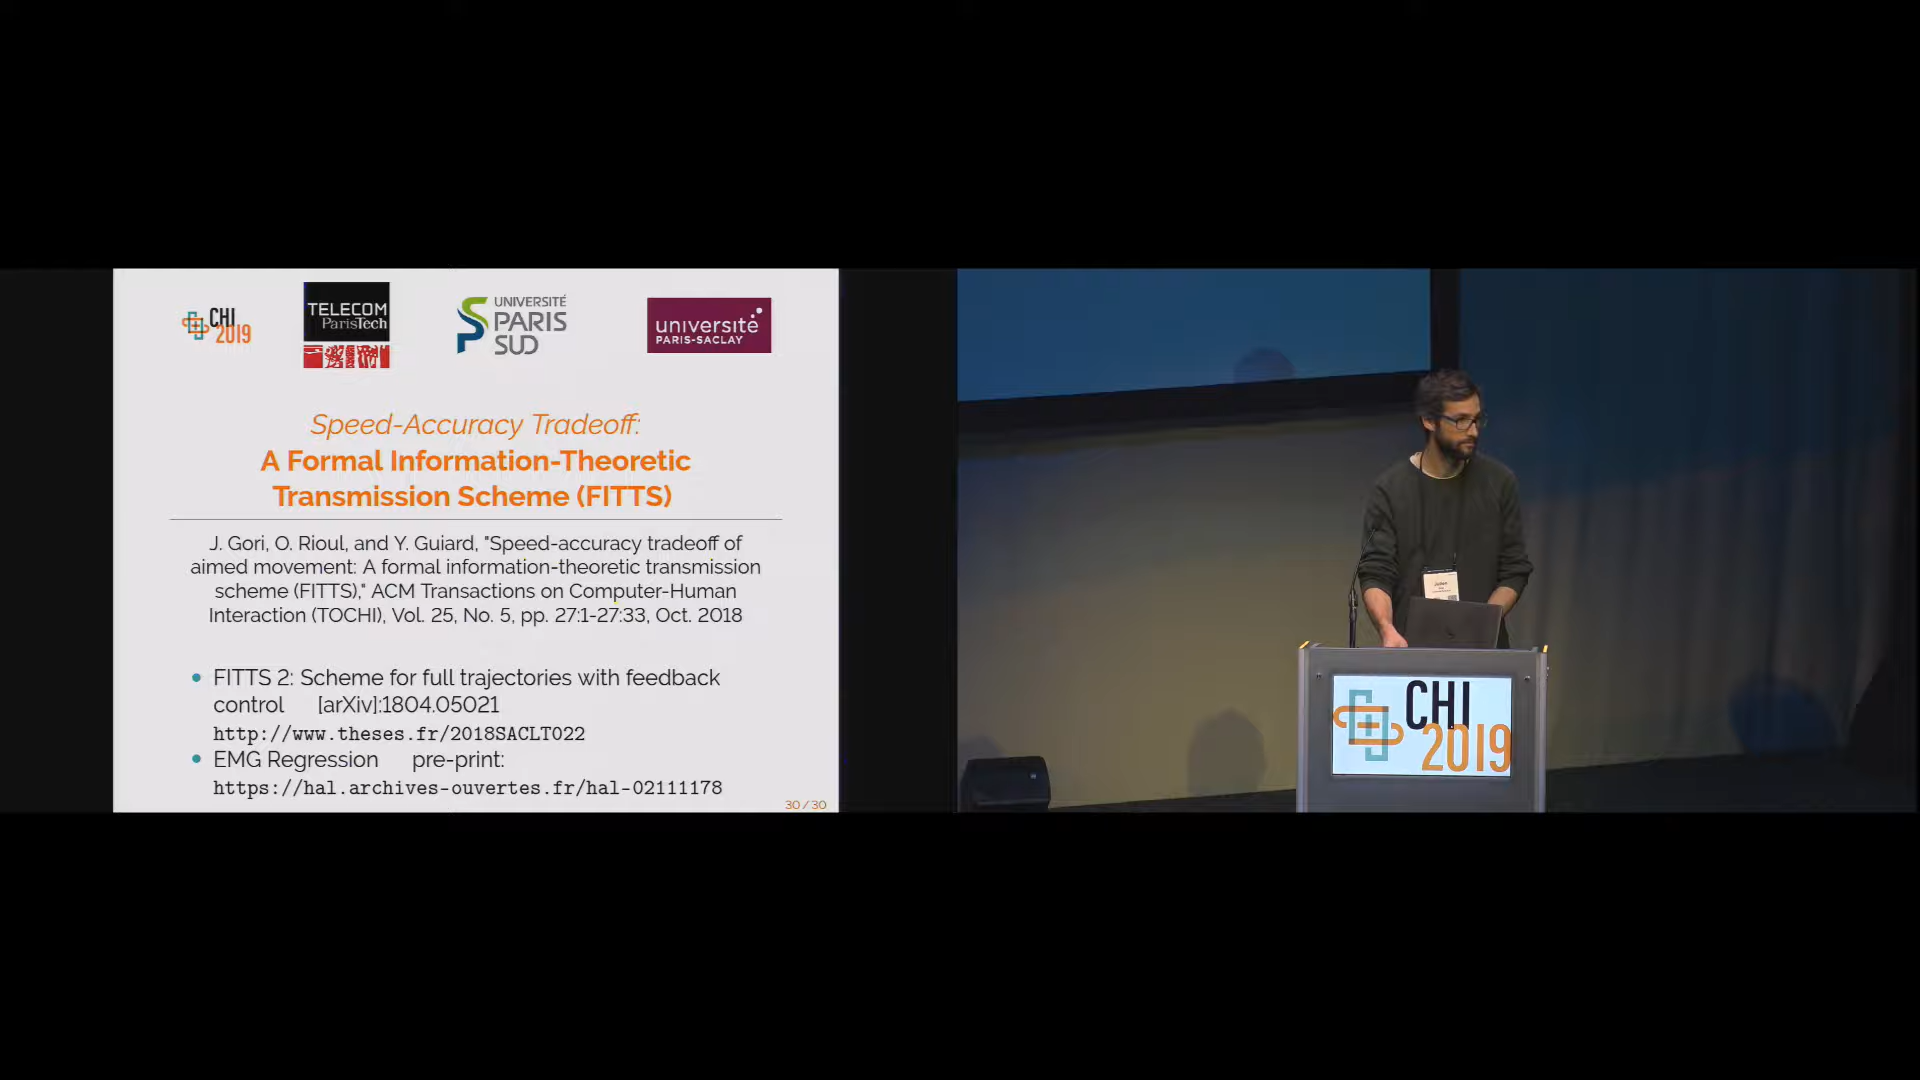 CHI
2019
TELECOM
ParisTech
UNIVERSITÉ
PARIS
SUD
université
PARIS-SACLAY
Speed-Accuracy Tradeoff:
A Formal Information-Theoretic
Transmission Scheme (FITTS)
J. Gori, O. Rioul, and Y. Guiard, "Speed-accuracy tradeoff of
aimed movement: A formal information-theoretic transmission
scheme (FITTS)," ACM Transactions on Computer-Human
Interaction (TOCHI), Vol. 25, No. 5, pp. 27:1-27:33, Oct. 2018
• FITTS 2: Scheme for full trajectories with feedback
control [arXiv]:1804.05021
http://www.theses.fr/2018SACLT022
• EMG Regression pre-print:
https://hal.archives-ouvertes.fr/hal-02111178
30 / 30
CHI
2019